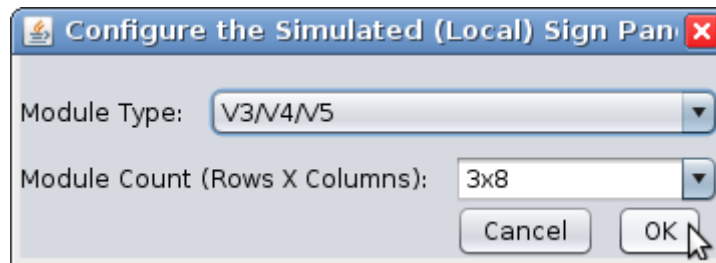 Configure the Simulated (Local) Sign Pan
Module Type: V3/V4/V5
Module Count (Rows X Columns): 3x8
Cancel OK